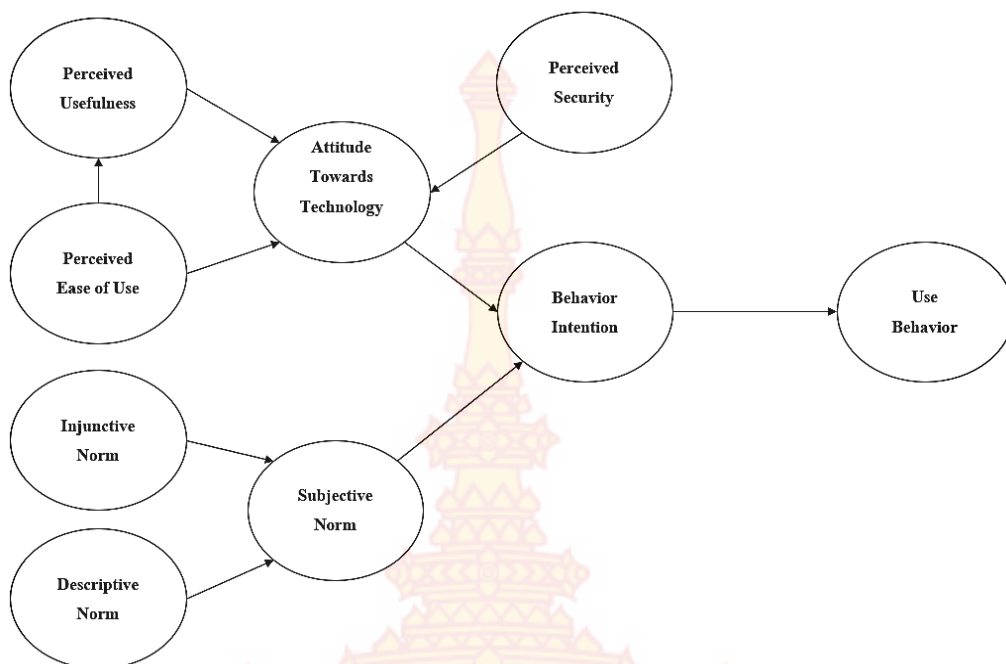 Perceived
Usefulness
Perceived
Security
Attitude
Towards
Technology
Perceived
Ease of Use
Behavior
Intention
Use
Behavior
Injunctive
Norm
Subjective
Norm
Descriptive
Norm